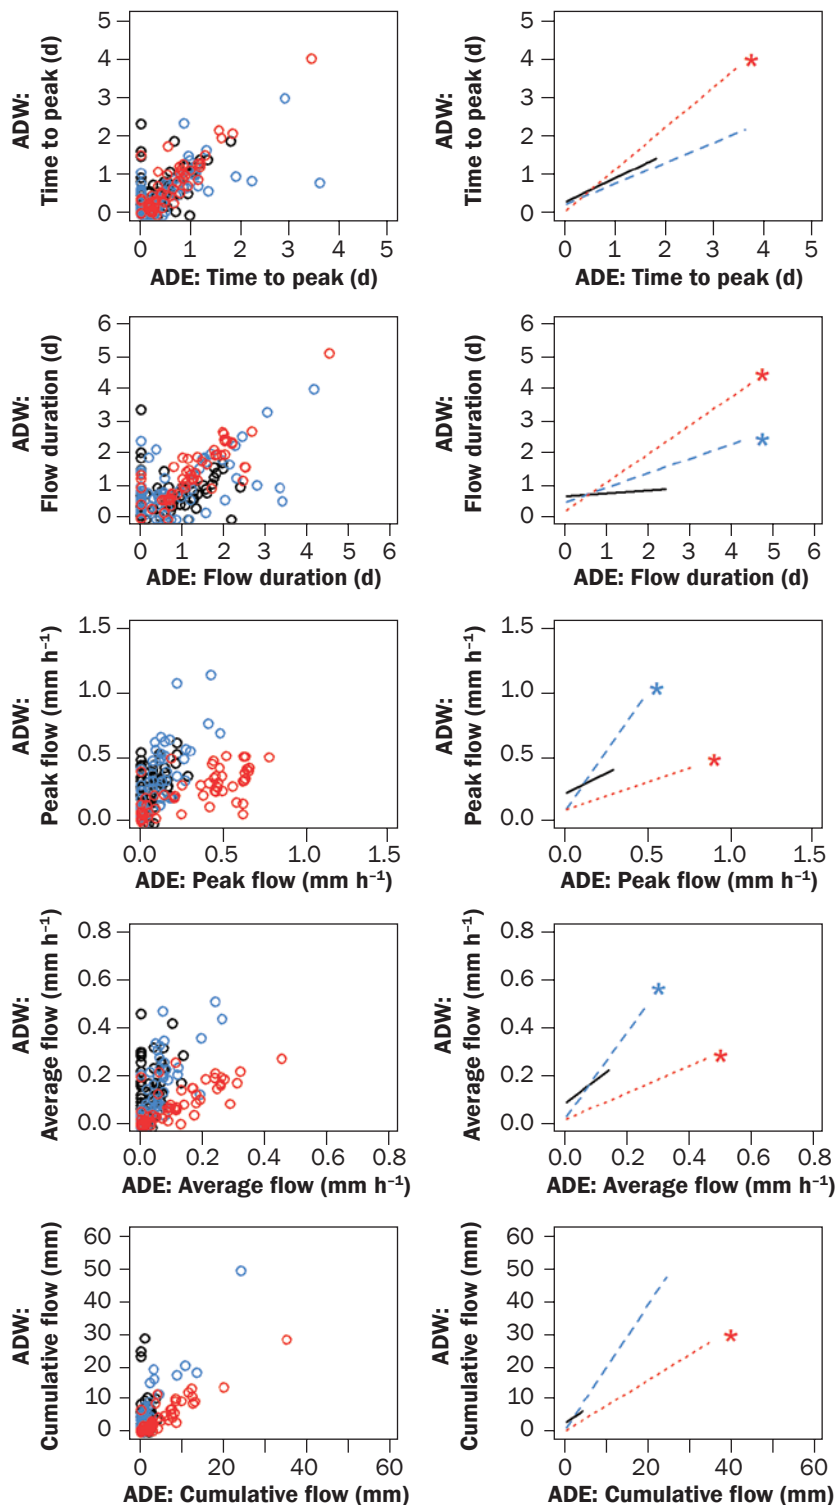 5
4
3
2
1
0
ADW:
Time to peak (d)
0 1 2 3 4 5
ADE: Time to peak (d)
5
4
3
2
1
0
ADW:
Time to peak (d)
*
0 1 2 3 4 5
ADE: Time to peak (d)
6
5
4
3
2
1
0
ADW:
Flow duration (d)
0 1 2 3 4 5 6
ADE: Flow duration (d)
6
5
4
3
2
1
0
ADW:
Flow duration (d)
*
*
0 1 2 3 4 5 6
ADE: Flow duration (d)
1.5
1.0
0.5
0.0
ADW:
Peak flow (mm h⁻¹)
0.0 0.5 1.0 1.5
ADE: Peak flow (mm h⁻¹)
1.5
1.0
0.5
0.0
ADW:
Peak flow (mm h⁻¹)
*
*
0.0 0.5 1.0 1.5
ADE: Peak flow (mm h⁻¹)
0.8
0.6
0.4
0.2
0.0
ADW:
Average flow (mm h⁻¹)
0.0 0.2 0.4 0.6 0.8
ADE: Average flow (mm h⁻¹)
0.8
0.6
0.4
0.2
0.0
ADW:
Average flow (mm h⁻¹)
*
*
0.0 0.2 0.4 0.6 0.8
ADE: Average flow (mm h⁻¹)
60
50
40
30
20
10
0
ADW:
Cumulative flow (mm)
0 20 40 60
ADE: Cumulative flow (mm)
60
50
40
30
20
10
0
ADW:
Cumulative flow (mm)
*
0 20 40 60
ADE: Cumulative flow (mm)